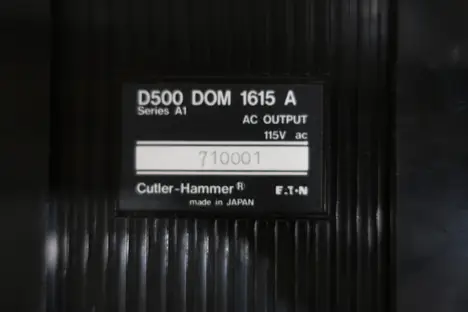 D500 DOM 1615 A
Series A1
AC OUTPUT
115V ac
710001
Cutler-Hammer® E.T.N
made in JAPAN